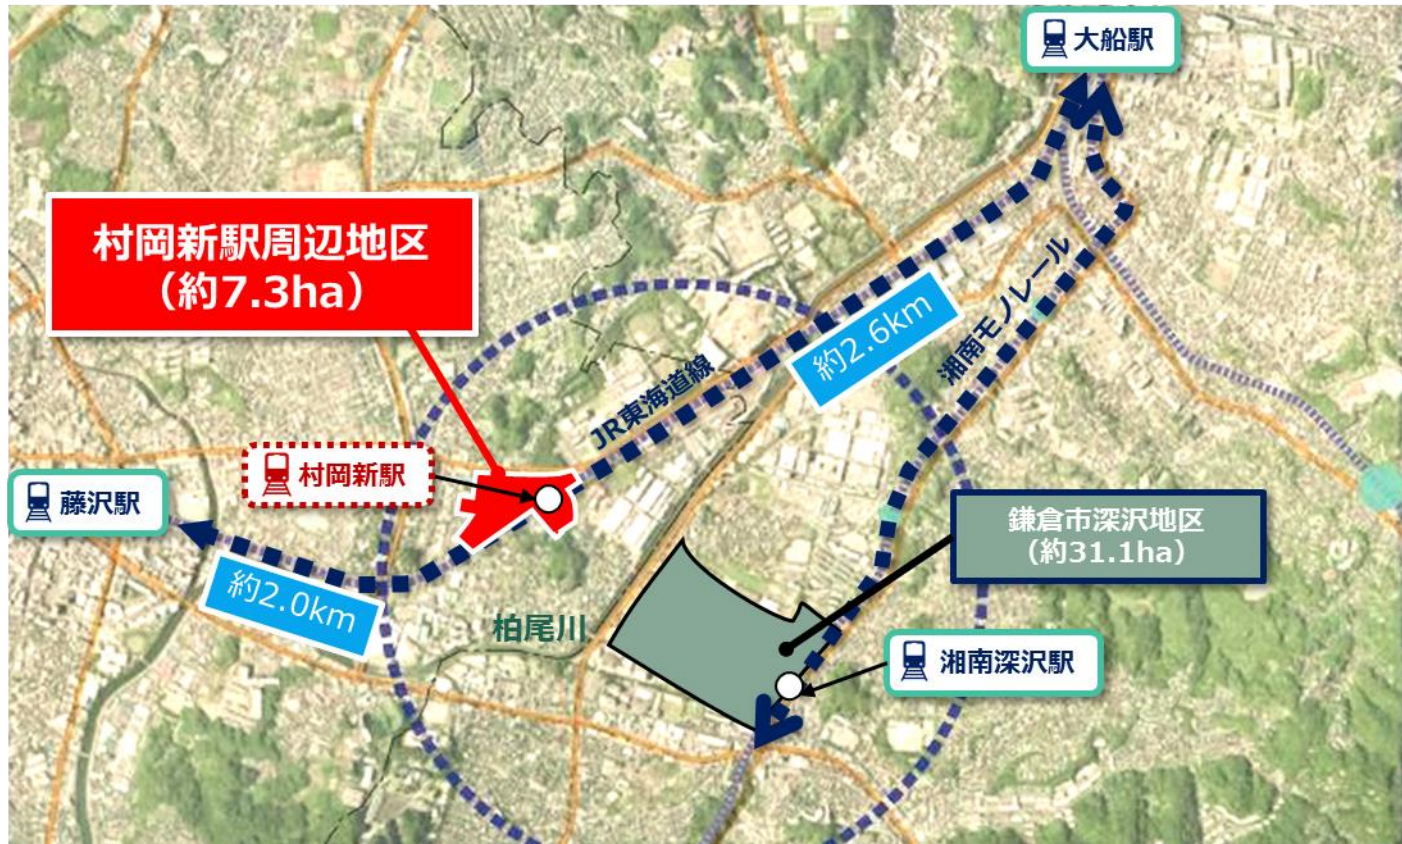 大船駅
村岡新駅周辺地区
（約7.3ha）
約2.6km
湘南モノレール
JR東海道線
村岡新駅
藤沢駅
鎌倉市深沢地区
（約31.1ha）
約2.0km
柏尾川
湘南深沢駅